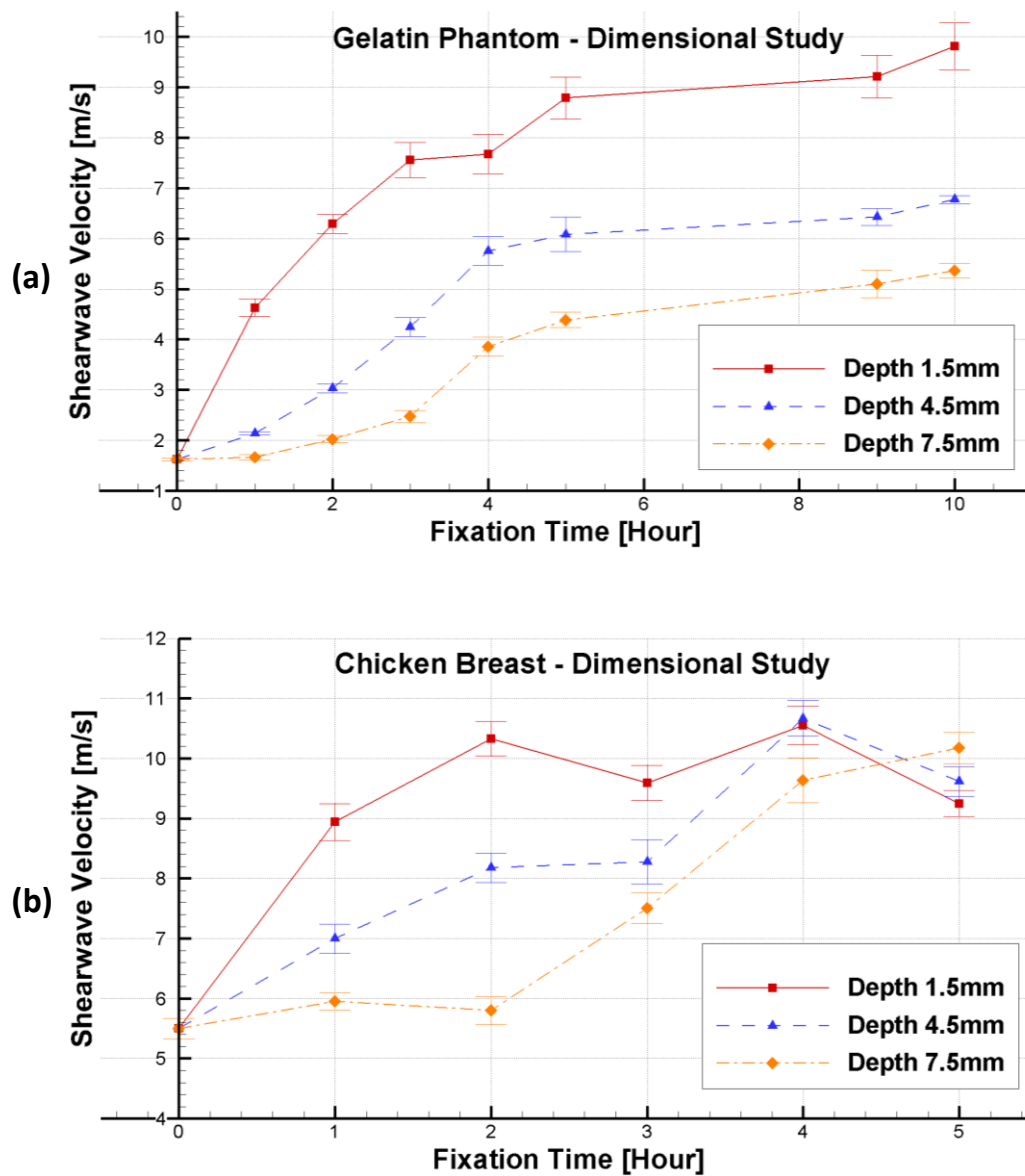 (a)
Gelatin Phantom - Dimensional Study
Shearwave Velocity [m/s]
10
9
8
7
6
5
4
3
2
1
0 2 4 6 8 10
Fixation Time [Hour]
Depth 1.5mm
Depth 4.5mm
Depth 7.5mm
(b)
Chicken Breast - Dimensional Study
Shearwave Velocity [m/s]
12
11
10
9
8
7
6
5
4
0 1 2 3 4 5
Fixation Time [Hour]
Depth 1.5mm
Depth 4.5mm
Depth 7.5mm